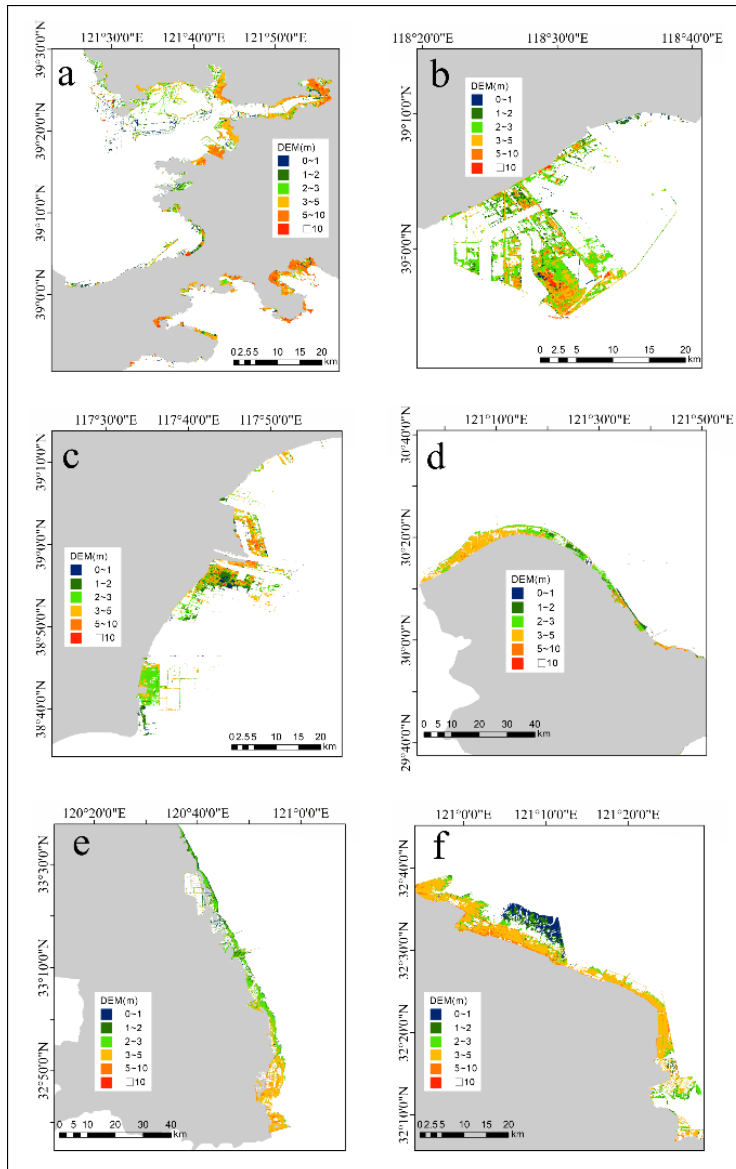 121°30'0"E 121°40'0"E 121°50'0"E
39°30'0"N
39°20'0"N
39°10'0"N
39°0'0"N
a
DEM(m)
0~1
1~2
2~3
3~5
5~10
□10
0 2.5 5 10 15 20
km
118°20'0"E 118°30'0"E 118°40'0"E
39°10'0"N
39°0'0"N
b
DEM(m)
0~1
1~2
2~3
3~5
5~10
□10
0 2.5 5 10 15 20
km
117°30'0"E 117°40'0"E 117°50'0"E
39°10'0"N
39°0'0"N
38°50'0"N
38°40'0"N
c
DEM(m)
0~1
1~2
2~3
3~5
5~10
□10
0 2.5 5 10 15 20
km
121°0'0"E 121°30'0"E 121°50'0"E
30°40'0"N
30°20'0"N
30°0'0"N
29°40'0"N
d
DEM(m)
0~1
1~2
2~3
3~5
5~10
□10
0 5 10 20 30 40
km
120°20'0"E 120°40'0"E 121°0'0"E
33°30'0"N
33°10'0"N
32°50'0"N
e
DEM(m)
0~1
1~2
2~3
3~5
5~10
□10
0 5 10 20 30 40
km
121°0'0"E 121°10'0"E 121°20'0"E
32°40'0"N
32°30'0"N
32°20'0"N
32°10'0"N
f
DEM(m)
0~1
1~2
2~3
3~5
5~10
□10
0 2.5 5 10 15 20
km